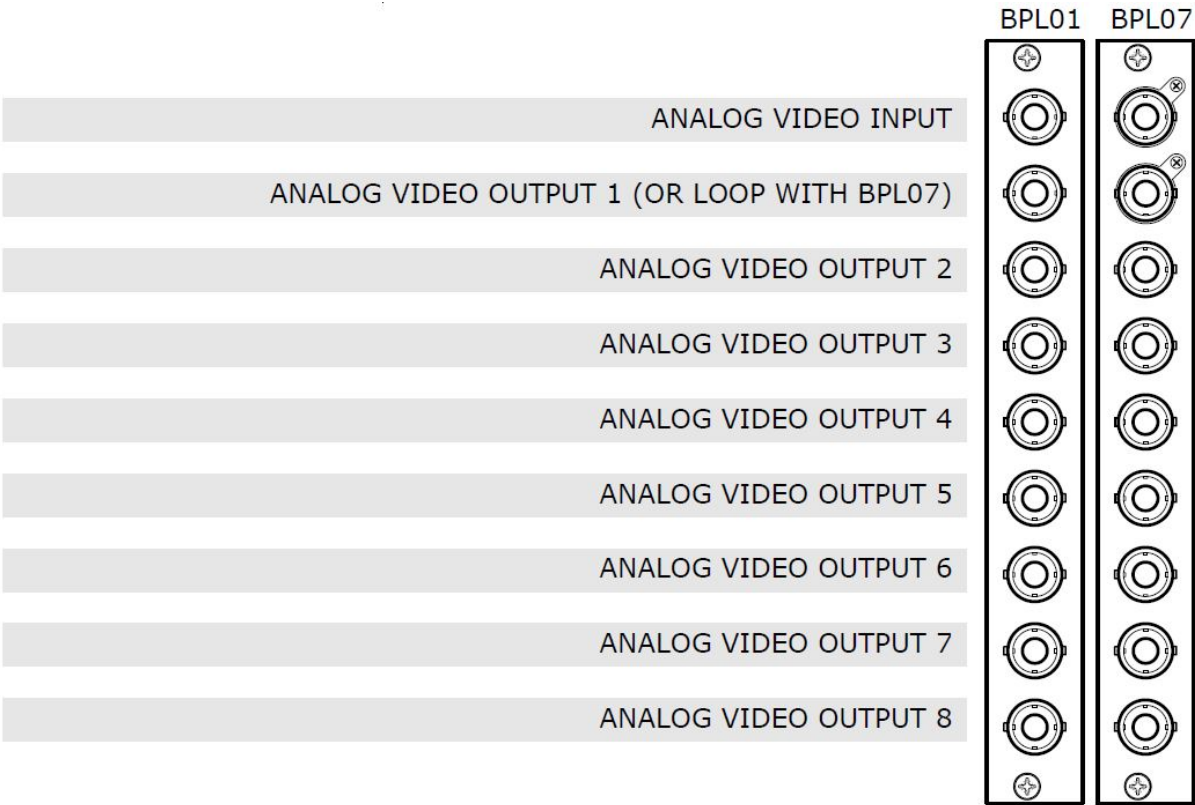 BPL01 BPL07
ANALOG VIDEO INPUT
ANALOG VIDEO OUTPUT 1 (OR LOOP WITH BPL07)
ANALOG VIDEO OUTPUT 2
ANALOG VIDEO OUTPUT 3
ANALOG VIDEO OUTPUT 4
ANALOG VIDEO OUTPUT 5
ANALOG VIDEO OUTPUT 6
ANALOG VIDEO OUTPUT 7
ANALOG VIDEO OUTPUT 8